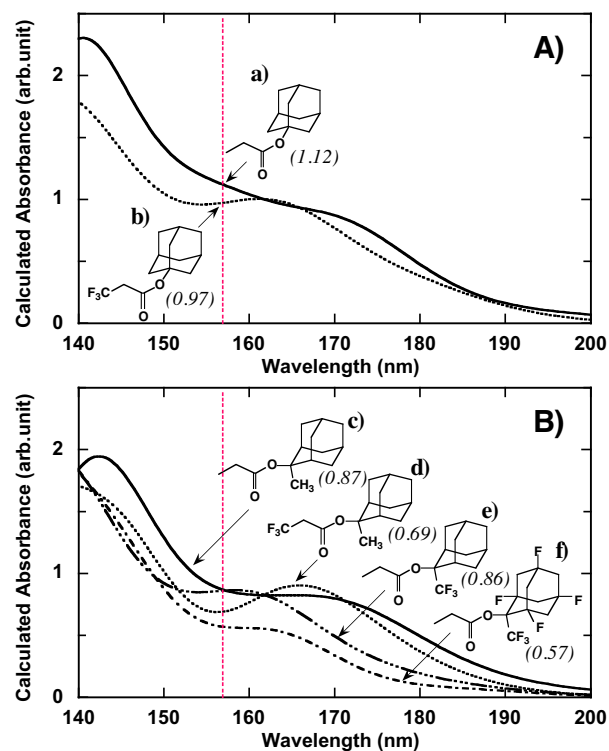 A)
Calculated Absorbance (arb.unit)
2
1
0
a)
O
O
(1.12)
b)
F3C
O
O
(0.97)
140 150 160 170 180 190 200
Wavelength (nm)
B)
Calculated Absorbance (arb.unit)
2
1
0
c)
O
O
CH3
(0.87)
d)
F3C
O
O
CH3
(0.69)
e)
O
O
CF3
(0.86)
f)
F
F
F
F
O
O
CF3
(0.57)
140 150 160 170 180 190 200
Wavelength (nm)